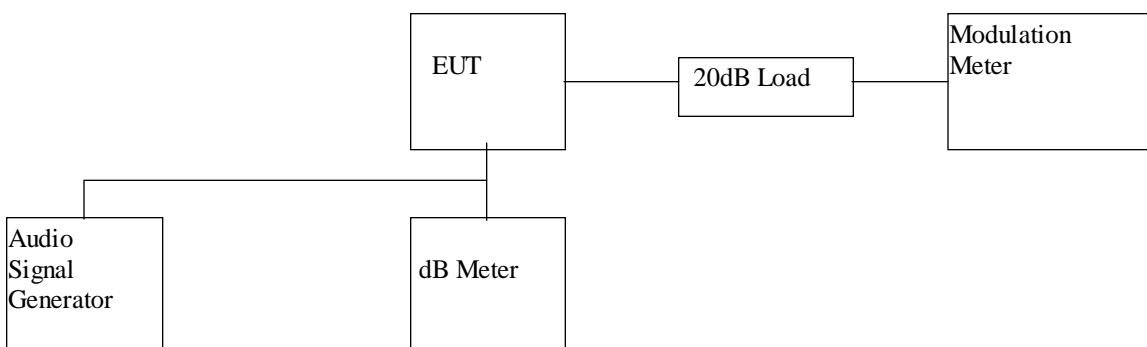 EUT
20dB Load
Modulation
Meter
Audio
Signal
Generator
dB Meter